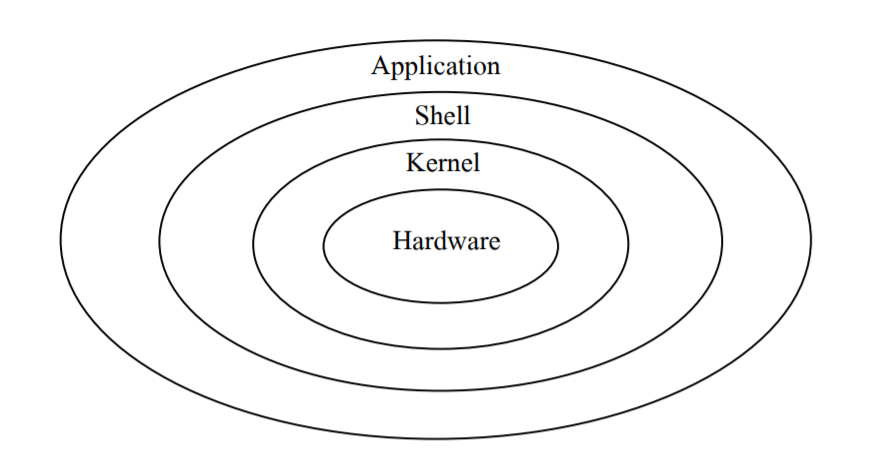 Application
Shell
Kernel
Hardware